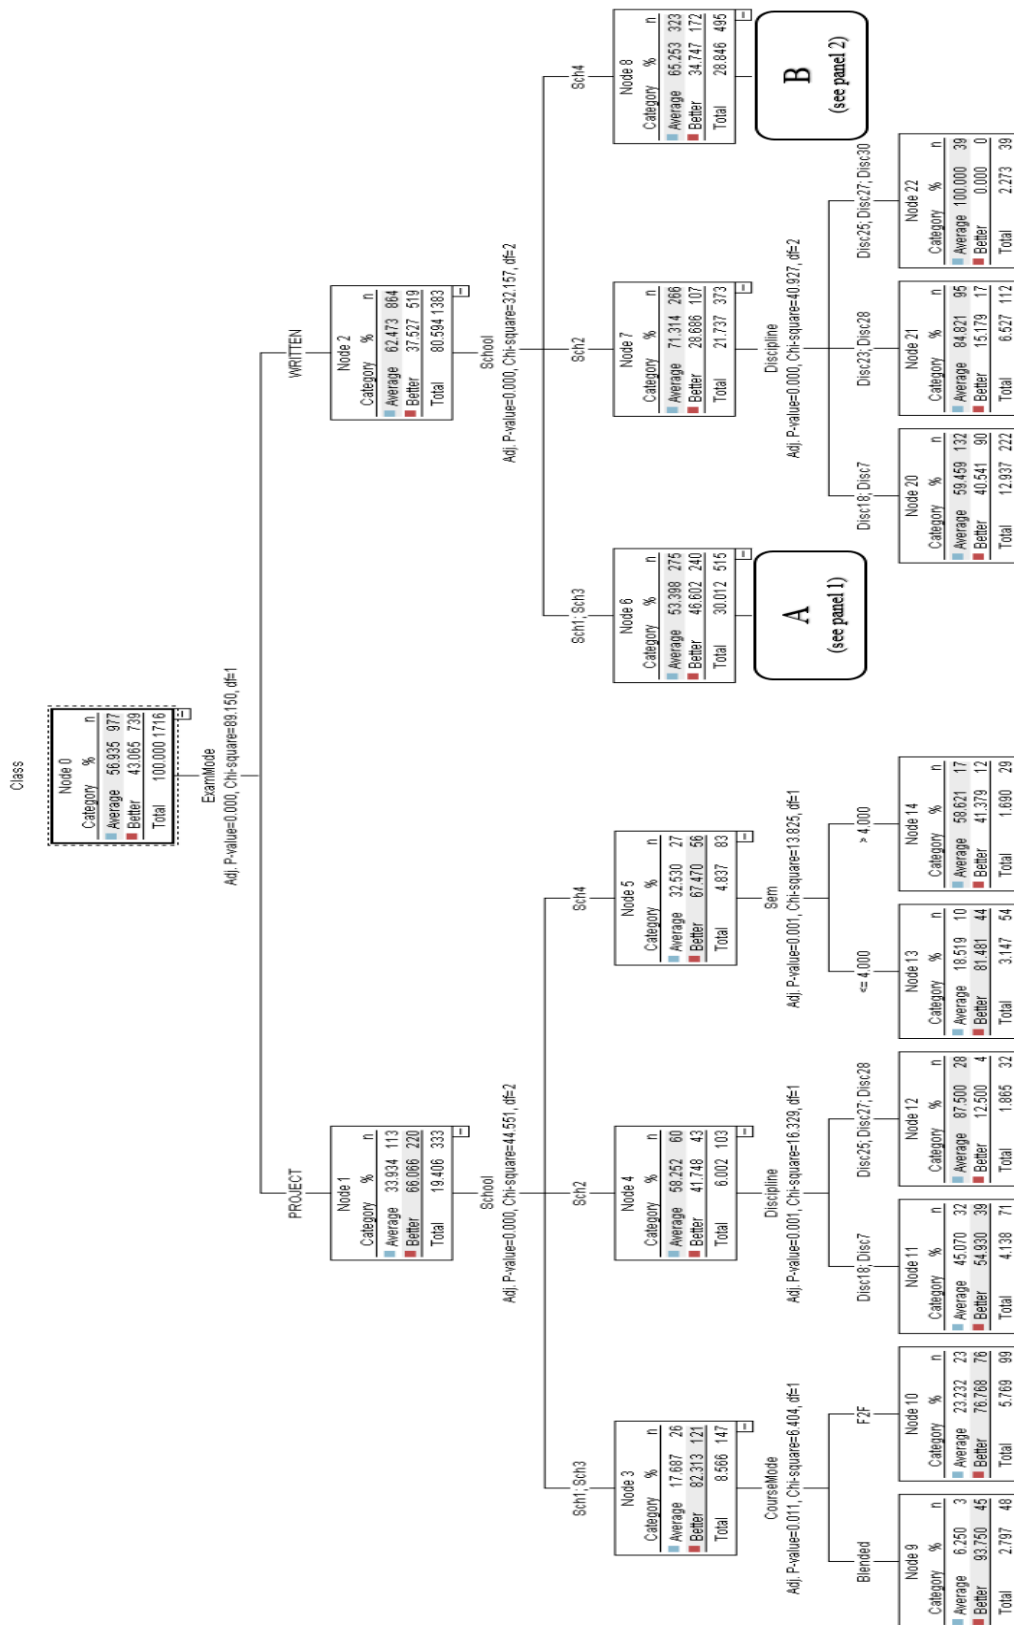 Class
Node 0
Category % n
Average 56.935 977
Better 43.065 739
Total 100.000 1716
ExamMode
Adj. P-value=0.000, Chi-square=89.150, df=1
PROJECT
WRITTEN
Node 1
Category % n
Average 33.934 113
Better 66.066 220
Total 19.406 333
School
Adj. P-value=0.000, Chi-square=44.551, df=2
Node 2
Category % n
Average 62.473 864
Better 37.527 519
Total 80.594 1383
School
Adj. P-value=0.000, Chi-square=32.157, df=2
Sch1; Sch3
Sch2
Sch4
Sch1; Sch3
Sch2
Sch4
Node 3
Category % n
Average 17.687 26
Better 82.313 121
Total 8.566 147
CourseMode
Adj. P-value=0.011, Chi-square=6.404, df=1
Node 4
Category % n
Average 58.252 60
Better 41.748 43
Total 6.002 103
Discipline
Adj. P-value=0.001, Chi-square=16.329, df=1
Node 5
Category % n
Average 32.530 27
Better 67.470 56
Total 4.837 83
Sem
Adj. P-value=0.001, Chi-square=13.825, df=1
Node 6
Category % n
Average 53.398 275
Better 46.602 240
Total 30.012 515
A
(see panel 1)
Node 7
Category % n
Average 71.314 266
Better 28.686 107
Total 21.737 373
Discipline
Adj. P-value=0.000, Chi-square=40.927, df=2
Node 8
Category % n
Average 65.253 323
Better 34.747 172
Total 28.846 495
B
(see panel 2)
Blended
F2F
Disc18; Disc7
Disc25; Disc27; Disc28
<= 4.000
> 4.000
Disc18; Disc7
Disc23; Disc28
Disc25; Disc27; Disc30
Node 9
Category % n
Average 6.250 3
Better 93.750 45
Total 2.797 48
Node 10
Category % n
Average 23.232 23
Better 76.768 76
Total 5.769 99
Node 11
Category % n
Average 45.070 32
Better 54.930 39
Total 4.138 71
Node 12
Category % n
Average 87.500 28
Better 12.500 4
Total 1.865 32
Node 13
Category % n
Average 18.519 10
Better 81.481 44
Total 3.147 54
Node 14
Category % n
Average 58.621 17
Better 41.379 12
Total 1.690 29
Node 20
Category % n
Average 59.459 132
Better 40.541 90
Total 12.937 222
Node 21
Category % n
Average 84.821 95
Better 15.179 17
Total 6.527 112
Node 22
Category % n
Average 100.000 39
Better 0.000 0
Total 2.273 39